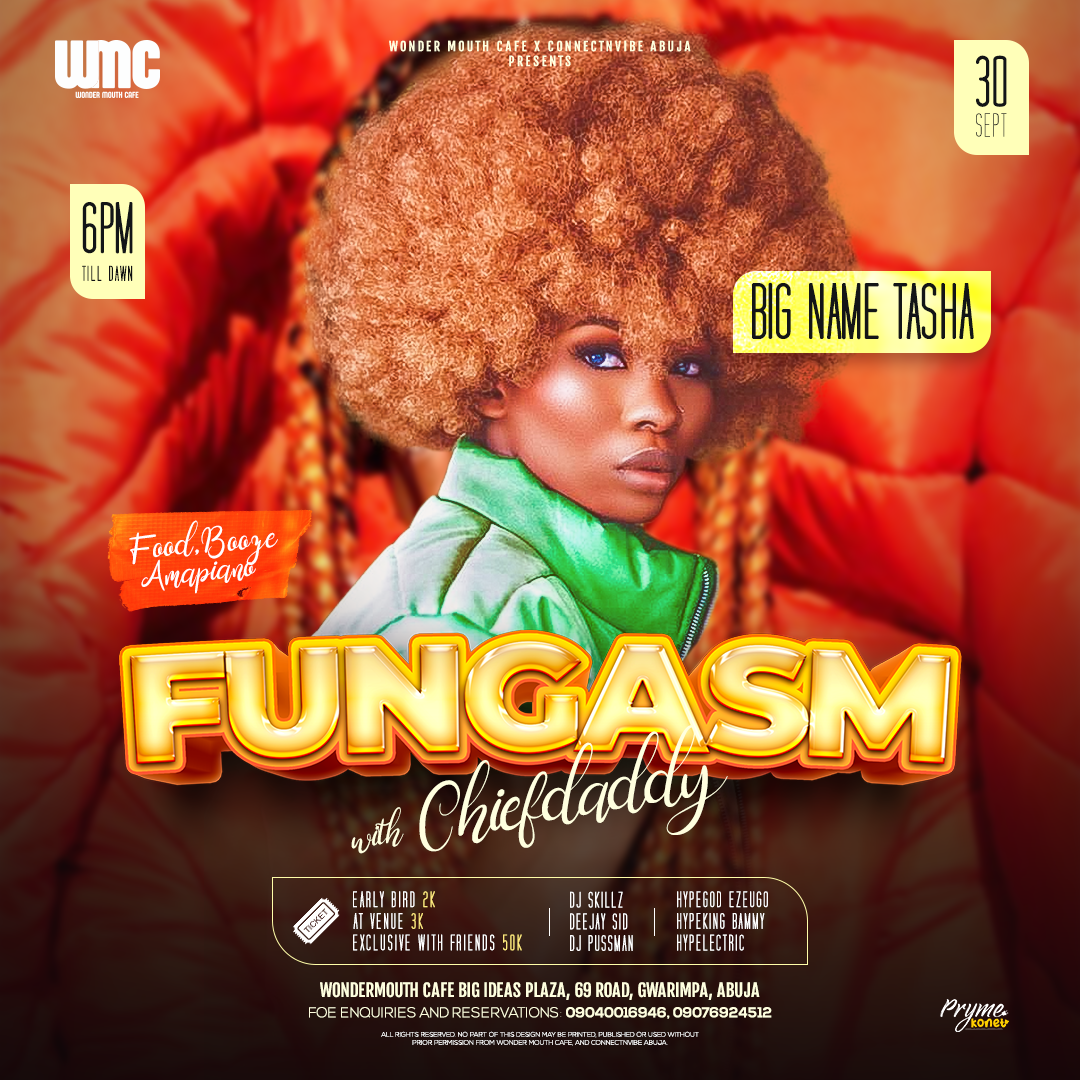 WMC
WONDER MOUTH CAFE
WONDER MOUTH CAFE X CONNECTNVIBE ABUJA
PRESENTS
30
SEPT
6PM
TILL DAWN
BIG NAME TASHA
Food, Booze
Amapiano
FUNGASM
with Chiefdaddy
TICKET
EARLY BIRD 2K
AT VENUE 3K
EXCLUSIVE WITH FRIENDS 50K
DJ SKILLZ
DEEJAY SID
DJ PUSSMAN
HYPEGOD EZEUGO
HYPEKING BAMMY
HYPELECTRIC
WONDERMOUTH CAFE BIG IDEAS PLAZA, 69 ROAD, GWARIMPA, ABUJA
FOE ENQUIRIES AND RESERVATIONS: 09040016946, 09076924512
ALL RIGHTS RESERVED. NO PART OF THIS DESIGN MAY BE PRINTED, PUBLISHED OR USED WITHOUT
PRIOR PERMISSION FROM WONDER MOUTH CAFE, AND CONNECTNVIBE ABUJA.
Pryme
konet